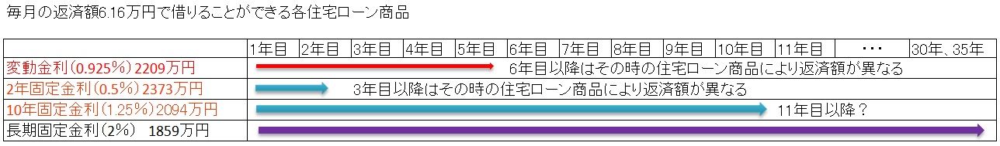 毎月の返済額6.16万円で借りることができる各住宅ローン商品
1年目 2年目 3年目 4年目 5年目 6年目 7年目 8年目 9年目 10年目 11年目 ・・・ 30年、35年
変動金利(0.925%) 2209万円 6年目以降はその時の住宅ローン商品により返済額が異なる
2年固定金利(0.5%) 2373万円 3年目以降はその時の住宅ローン商品により返済額が異なる
10年固定金利(1.25%) 2094万円 11年目以降？
長期固定金利(2%) 1859万円